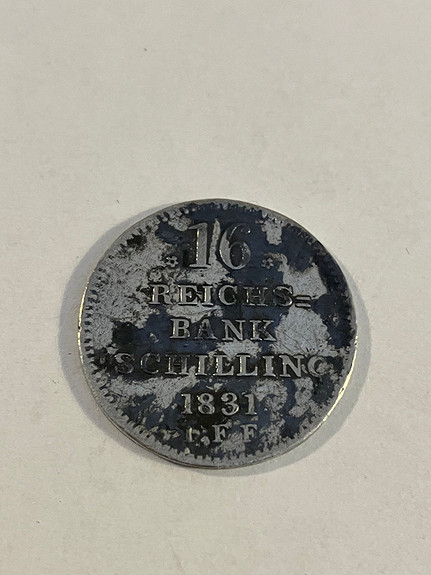 16
REICHS=
BANK
SCHILLING
1831.
I.F.F.